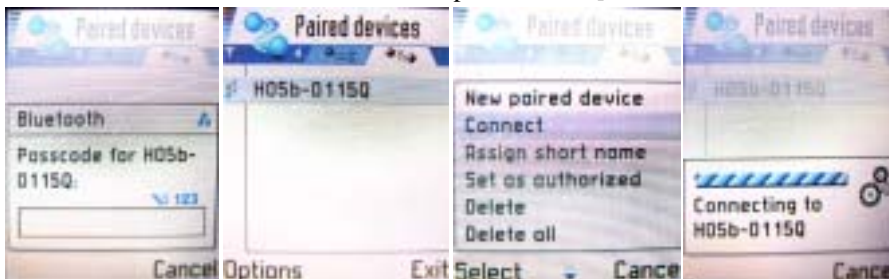 Paired devices
Bluetooth
Passcode for H05b-
0115Q:
123
Cancel
Paired devices
H05b-0115Q
Options Exit
Paired devices
New paired device
Connect
Assign short name
Set as authorized
Delete
Delete all
Select Cance
Paired devices
H05b-0115Q
Connecting to
H05b-0115Q
Cance